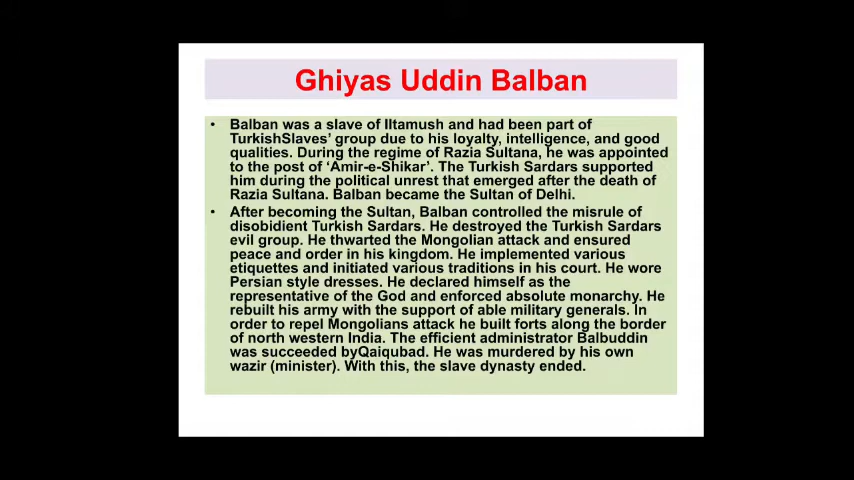 Ghiyas Uddin Balban
• Balban was a slave of Iltamush and had been part of
TurkishSlaves' group due to his loyalty, intelligence, and good
qualities. During the regime of Razia Sultana, he was appointed
to the post of 'Amir-e-Shikar'. The Turkish Sardars supported
him during the political unrest that emerged after the death of
Razia Sultana. Balban became the Sultan of Delhi.
• After becoming the Sultan, Balban controlled the misrule of
disobidient Turkish Sardars. He destroyed the Turkish Sardars
evil group. He thwarted the Mongolian attack and ensured
peace and order in his kingdom. He implemented various
etiquettes and initiated various traditions in his court. He wore
Persian style dresses. He declared himself as the
representative of the God and enforced absolute monarchy. He
rebuilt his army with the support of able military generals. In
order to repel Mongolians attack he built forts along the border
of north western India. The efficient administrator Balbuddin
was succeeded byQaiqubad. He was murdered by his own
wazir (minister). With this, the slave dynasty ended.